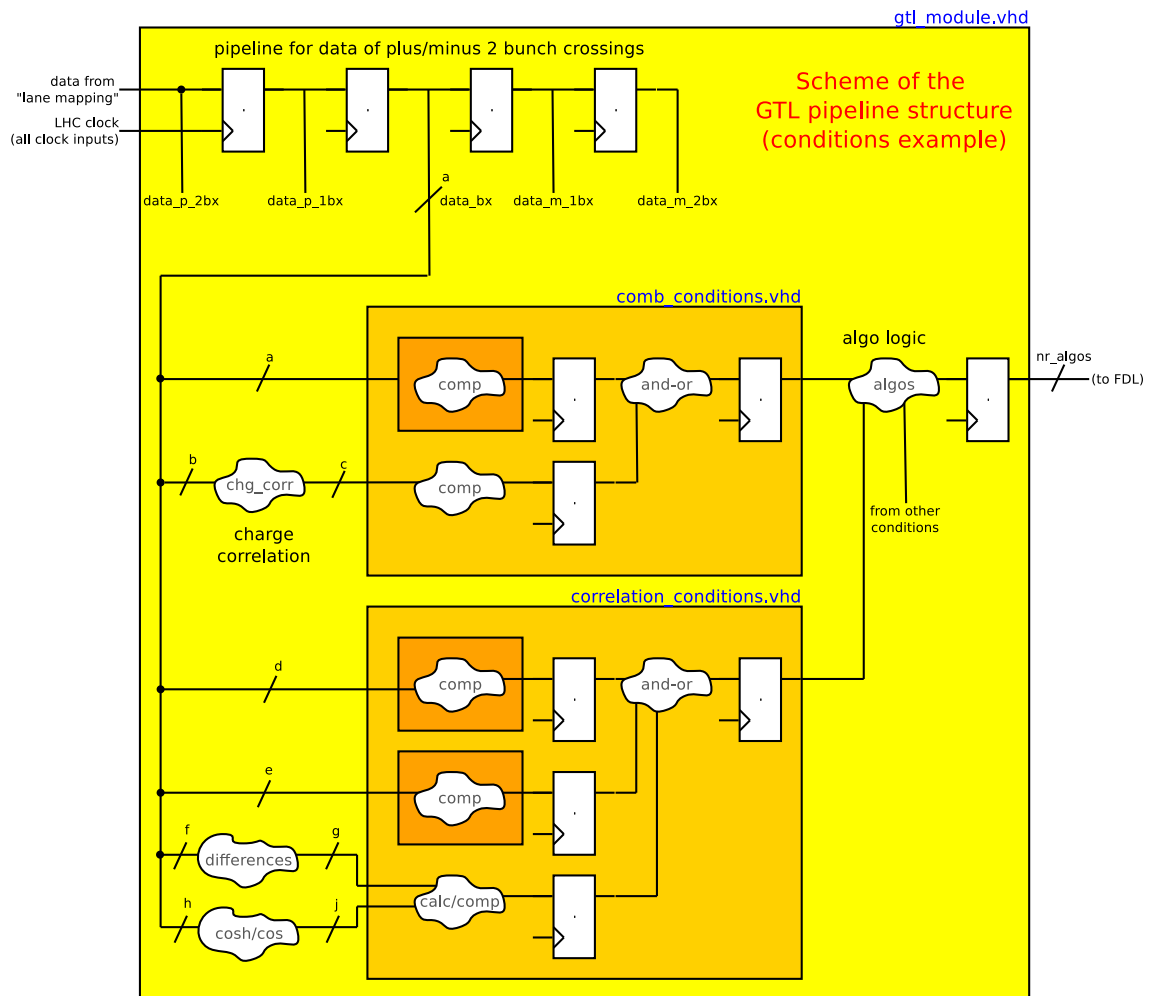 gtl_module.vhd
pipeline for data of plus/minus 2 bunch crossings
data from
"lane mapping"
LHC clock
(all clock inputs)
Scheme of the
GTL pipeline structure
(conditions example)
a
data_p_2bx
data_p_1bx
data_bx
data_m_1bx
data_m_2bx
comb_conditions.vhd
algo logic
a
comp
and-or
algos
nr_algos
(to FDL)
b
chg_corr
c
comp
charge
correlation
from other
conditions
correlation_conditions.vhd
d
comp
and-or
e
comp
f
differences
g
calc/comp
h
cosh/cos
j